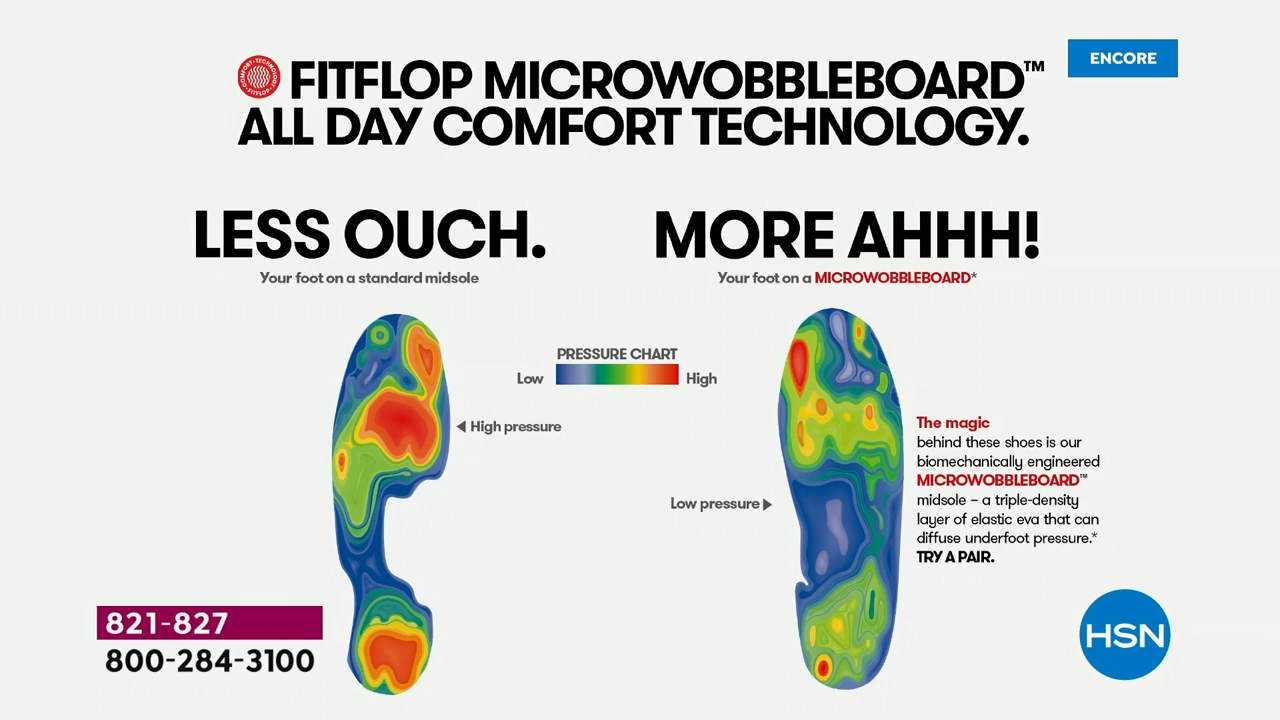 ENCORE
FITFLOP MICROWOBBLEBOARD™
ALL DAY COMFORT TECHNOLOGY.
LESS OUCH.
MORE AHHH!
Your foot on a standard midsole
Your foot on a MICROWOBBLEBOARD*
PRESSURE CHART
Low
High
High pressure
Low pressure
The magic
behind these shoes is our
biomechanically engineered
MICROWOBBLEBOARD™
midsole – a triple-density
layer of elastic eva that can
diffuse underfoot pressure.*
TRY A PAIR.
821-827
800-284-3100
HSN